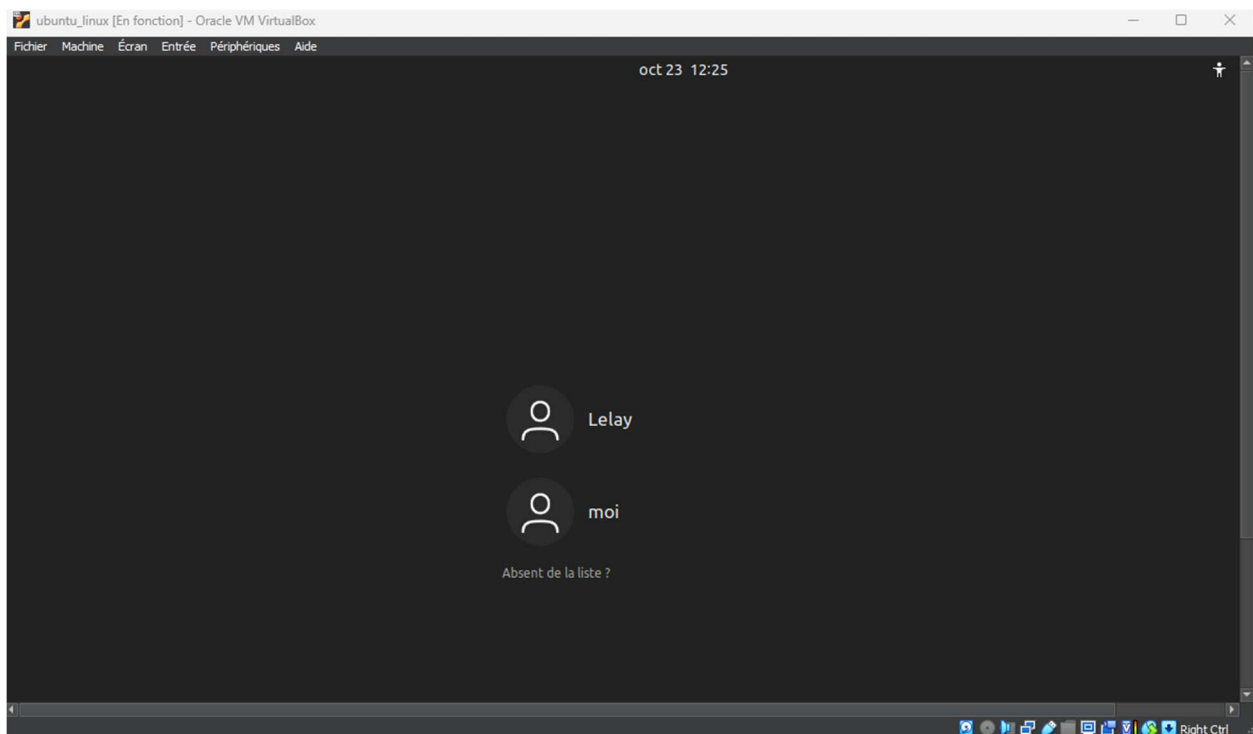 ubuntu_linux [En fonction] - Oracle VM VirtualBox
Fichier Machine Écran Entrée Périphériques Aide
oct 23 12:25
Lelay
moi
Absent de la liste ?
Right Ctrl